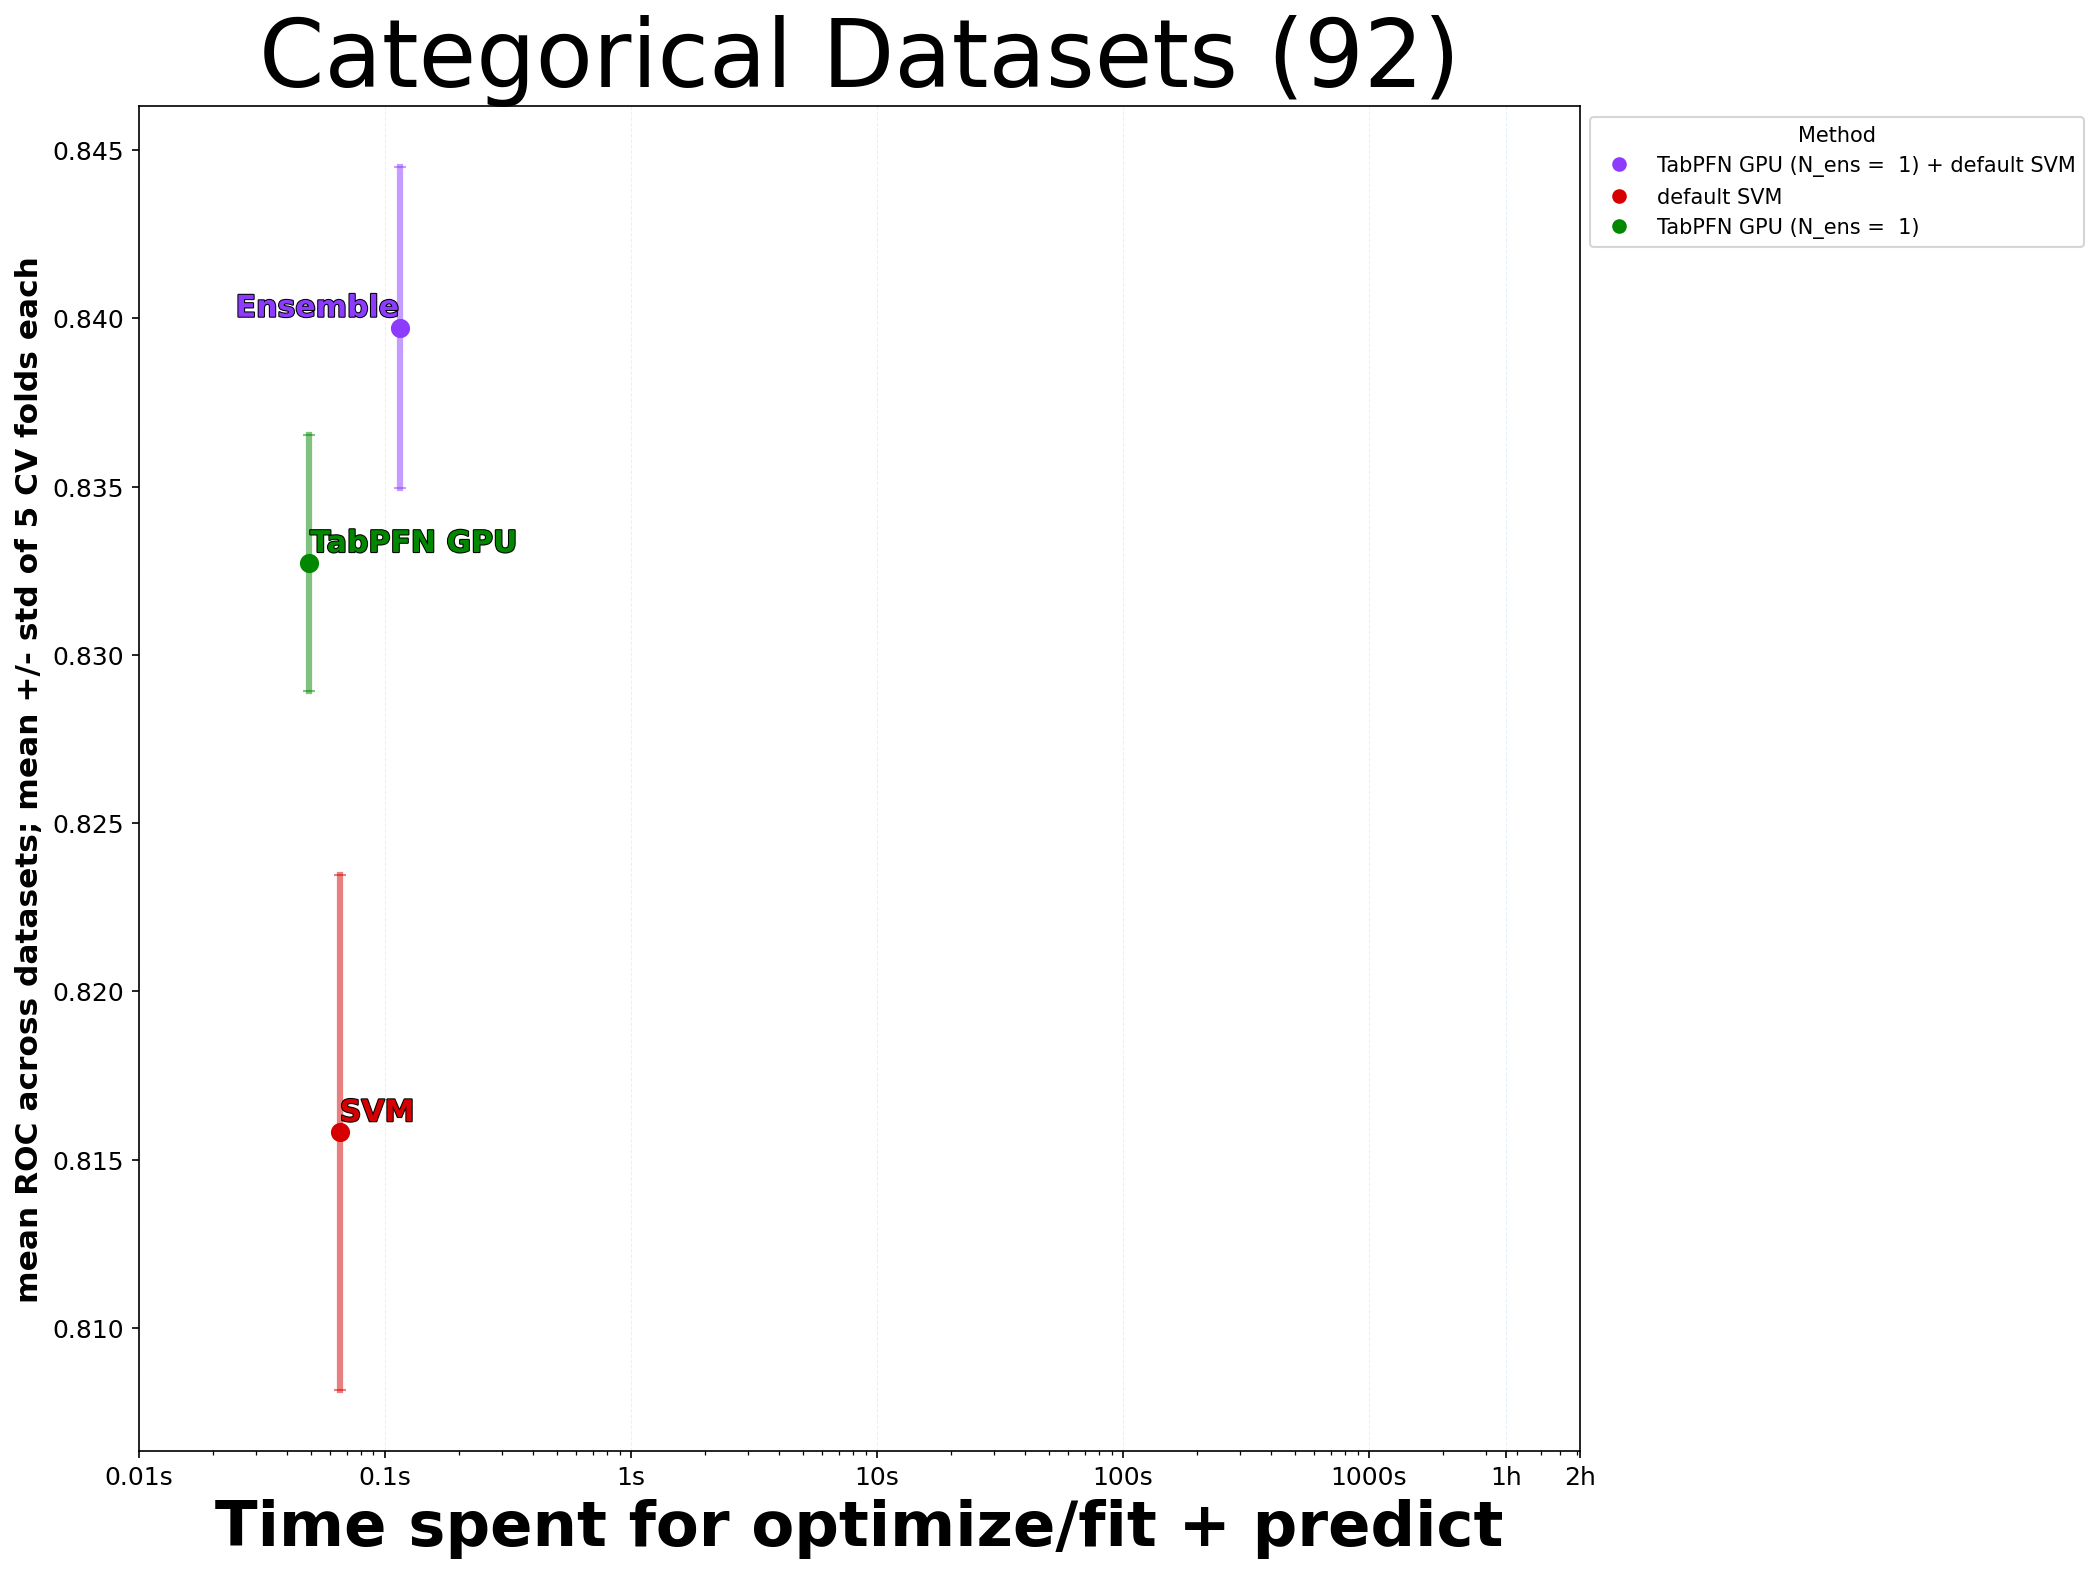 Categorical Datasets (92)
mean ROC across datasets; mean +/- std of 5 CV folds each
0.845
0.840
0.835
0.830
0.825
0.820
0.815
0.810
Ensemble
TabPFN GPU
SVM
0.01s 0.1s 1s 10s 100s 1000s 1h 2h
Time spent for optimize/fit + predict
Method
TabPFN GPU (N_ens =  1) + default SVM
default SVM
TabPFN GPU (N_ens =  1)